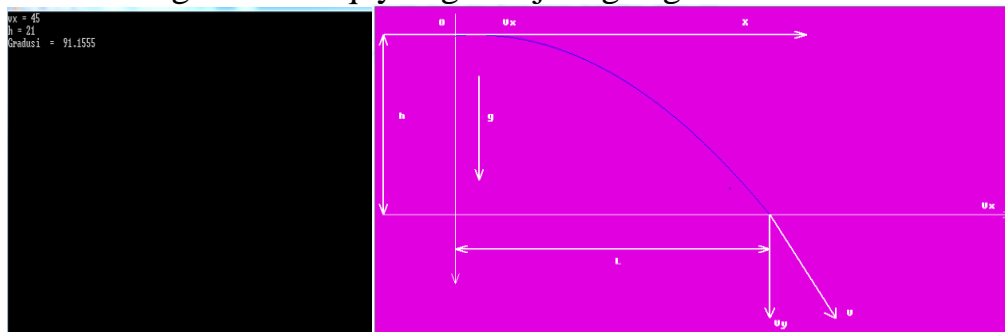 vx = 45
h = 21
Gradusi = 91.1555
0 Vx X
h
g
Vx
L
Vy
V